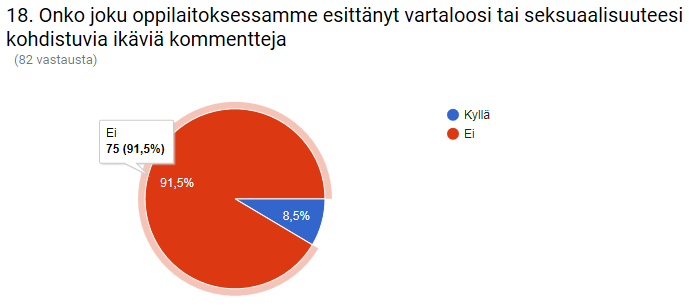 18. Onko joku oppilaitoksessamme esittänyt vartaloosi tai seksuaalisuuteesi
kohdistuvia ikäviä kommentteja
(82 vastausta)
Ei
75 (91,5%)
91,5%
8,5%
Kyllä
Ei